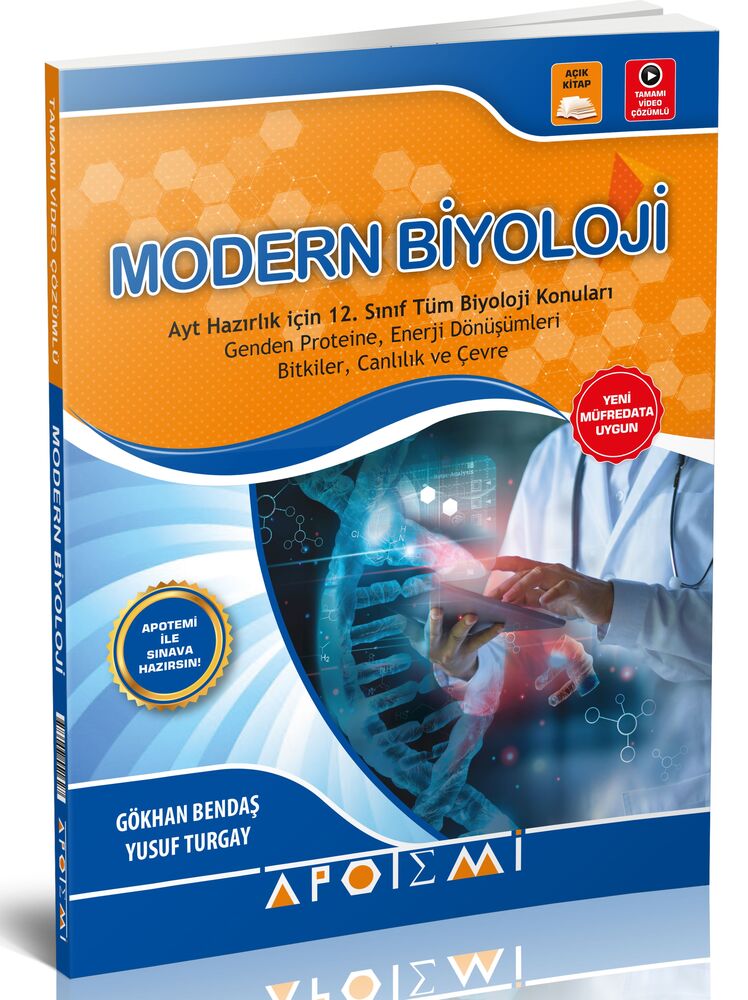 AÇIK
KİTAP
TAMAMI
VİDEO
ÇÖZÜMLÜ
MODERN BİYOLOJİ
Ayt Hazırlık için 12. Sınıf Tüm Biyoloji Konuları
Genden Proteine, Enerji Dönüşümleri
Bitkiler, Canlılık ve Çevre
YENİ
MÜFREDATA
UYGUN
APOTEMİ
İLE
SINAVA
HAZIRSIN!
GÖKHAN BENDAŞ
YUSUF TURGAY
APOTEMİ
TAMAMI VİDEO ÇÖZÜMLÜ
MODERN BİYOLOJİ
APOTEMİ